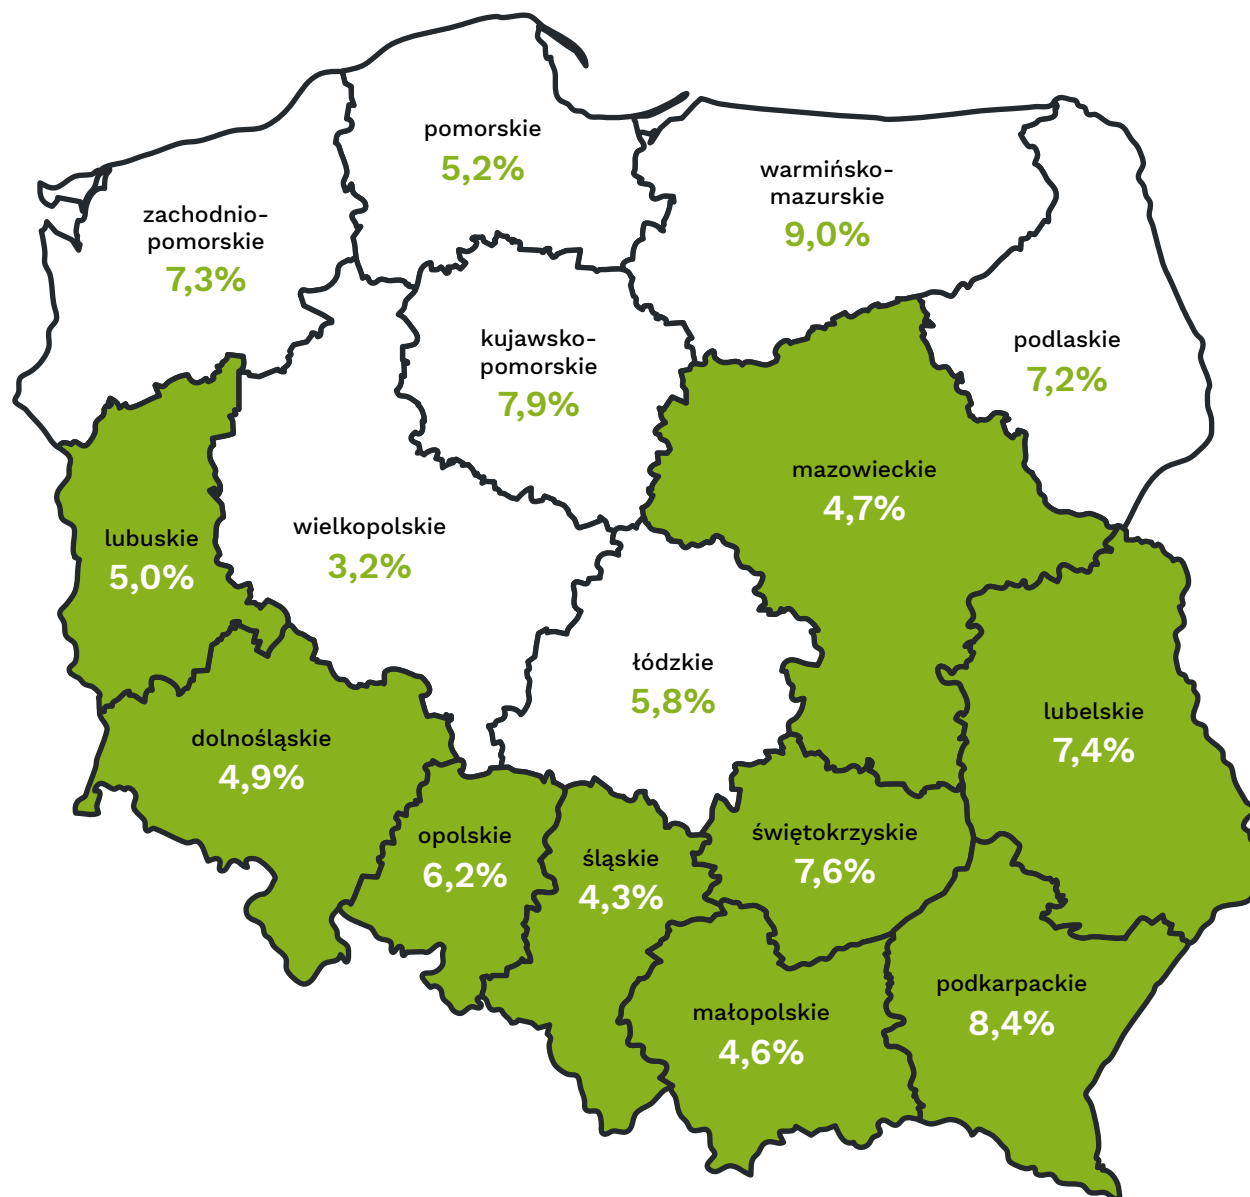 pomorskie
5,2%
warmińsko-
mazurskie
9,0%
zachodnio-
pomorskie
7,3%
kujawsko-
pomorskie
7,9%
podlaskie
7,2%
mazowieckie
4,7%
lubuskie
5,0%
wielkopolskie
3,2%
łódzkie
5,8%
lubelskie
7,4%
dolnośląskie
4,9%
opolskie
6,2%
śląskie
4,3%
świętokrzyskie
7,6%
małopolskie
4,6%
podkarpackie
8,4%